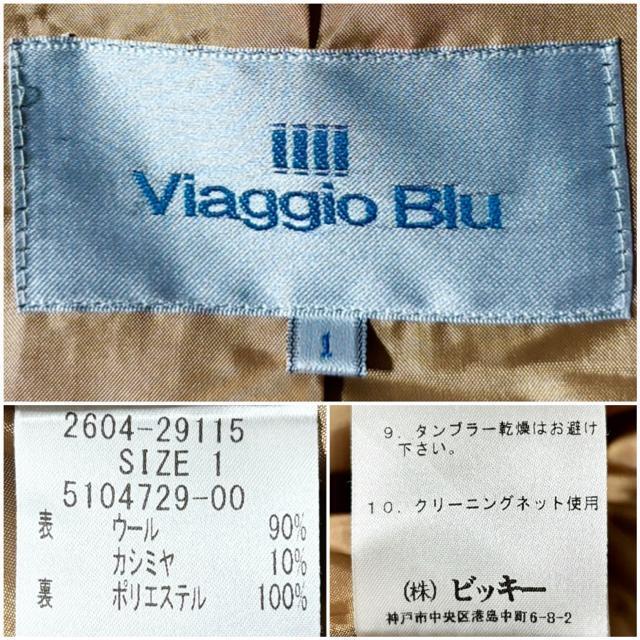 Viaggio Blu
1
2604-29115
SIZE 1
5104729-00
表 ウール 90%
カシミヤ 10%
裏 ポリエステル 100%
9. タンブラー乾燥はお避け
下さい。
10. クリーニングネット使用
(株) ビッキー
神戸市中央区港島中町6-8-2